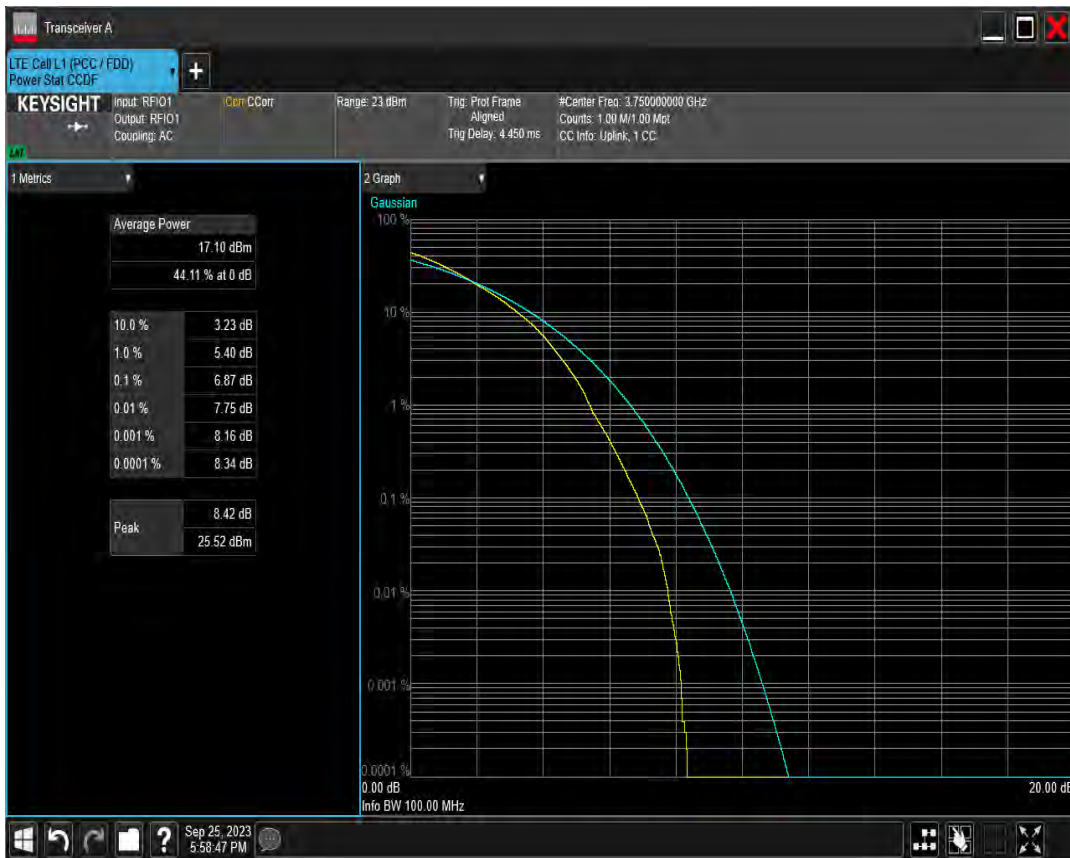 Transceiver A
LTE Cell L1 (PCC / FDD)
Power Stat CCDF
+
KEYSIGHT
Input: RFIO1
Output: RFIO1
Coupling: AC
Corr CCorr
Range: 23 dBm
Trig: Prot Frame
Aligned
Trig Delay: 4.450 ms
#Center Freq: 3.750000000 GHz
Counts: 1.00 M/1.00 Mpt
CC Info: Uplink, 1 CC
1 Metrics
Average Power
17.10 dBm
44.11 % at 0 dB
10.0 % 3.23 dB
1.0 % 5.40 dB
0.1 % 6.87 dB
0.01 % 7.75 dB
0.001 % 8.16 dB
0.0001 % 8.34 dB
Peak
8.42 dB
25.52 dBm
2 Graph
Gaussian
100 %
10 %
1 %
0.1 %
0.01 %
0.001 %
0.0001 %
0.00 dB
20.00 dB
Info BW 100.00 MHz
?
Sep 25, 2023
5:58:47 PM